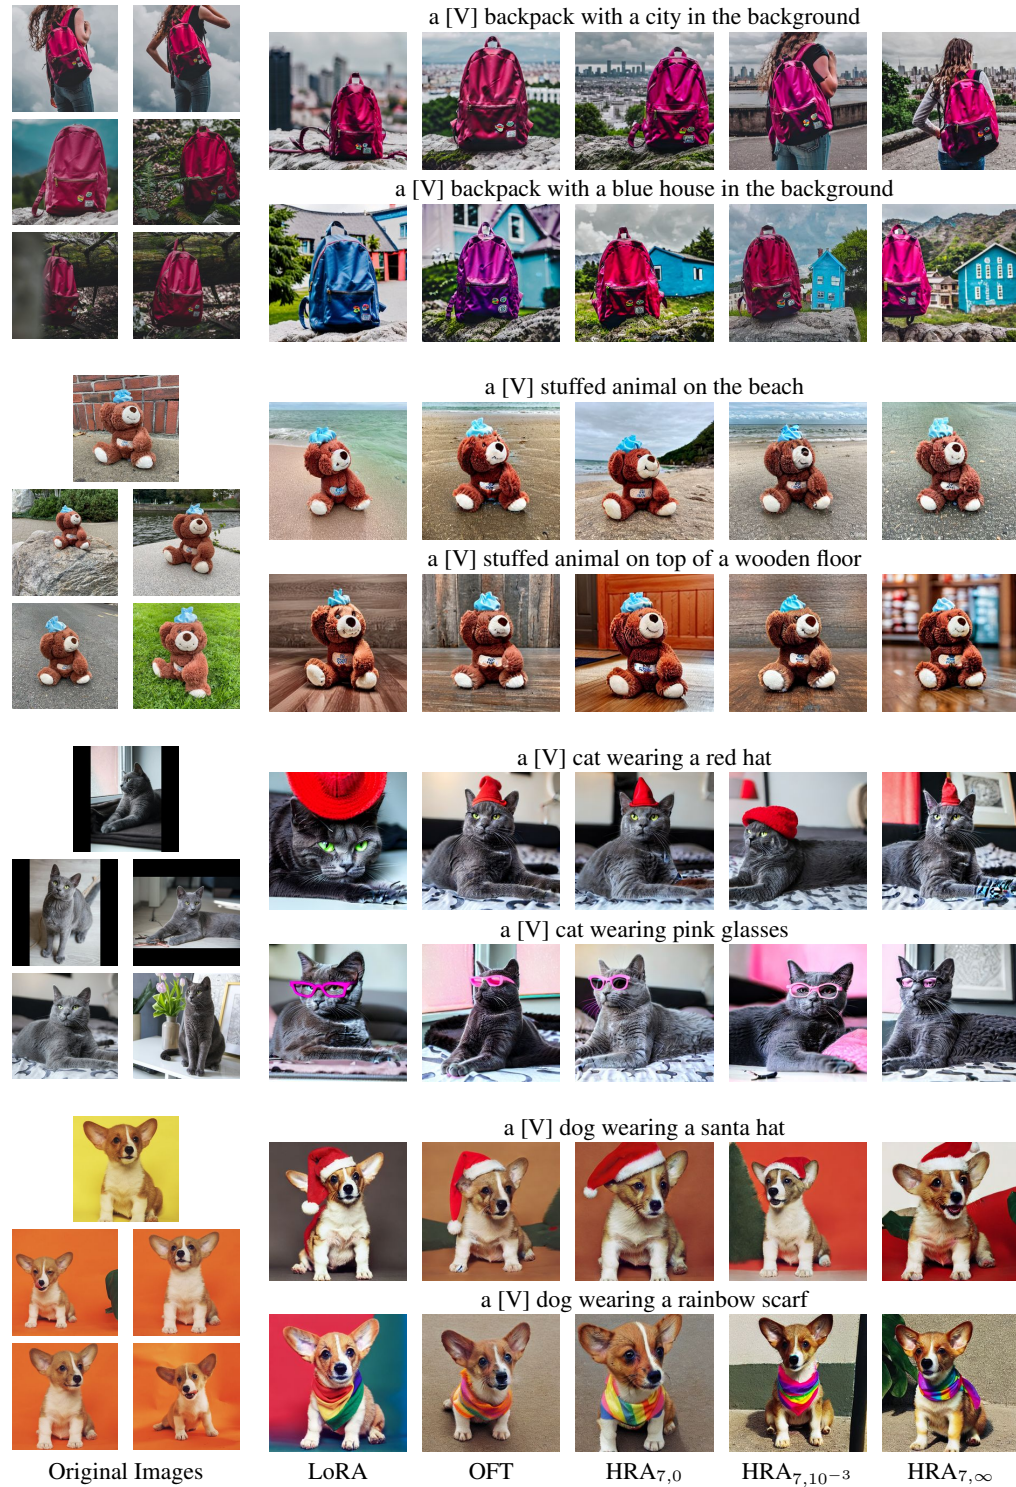 a [V] backpack with a city in the background
a [V] backpack with a blue house in the background
a [V] stuffed animal on the beach
a [V] stuffed animal on top of a wooden floor
a [V] cat wearing a red hat
a [V] cat wearing pink glasses
a [V] dog wearing a santa hat
a [V] dog wearing a rainbow scarf
Original Images LoRA OFT HRA₇,₀ HRA₇,₁₀₋₃ HRA₇,∞